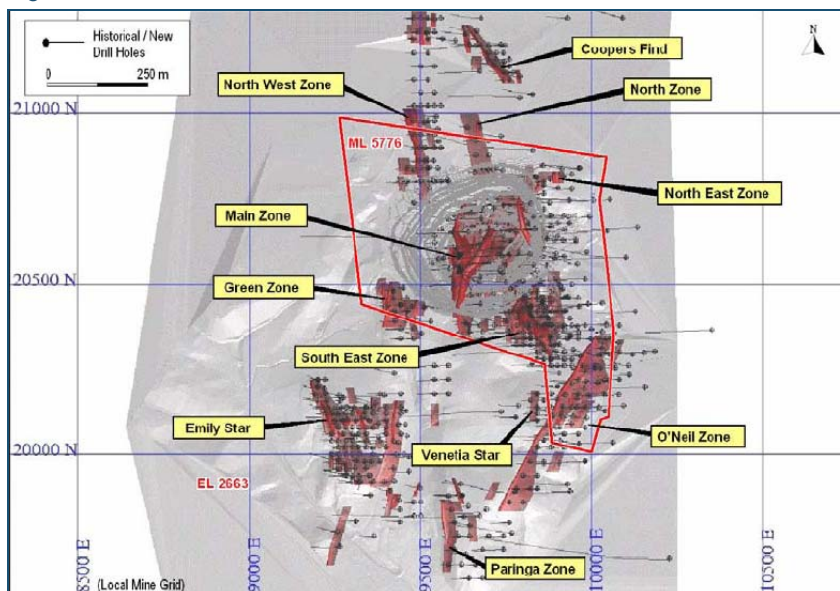 Historical / New
Drill Holes
0 250 m
N
Coopers Find
North West Zone
North Zone
21000 N
ML 5776
North East Zone
Main Zone
20500 N
Green Zone
South East Zone
Emily Star
20000 N
Venetia Star
O'Neil Zone
EL 2663
Paringa Zone
8500 E
9000 E
9500 E
10000 E
10500 E
(Local Mine Grid)